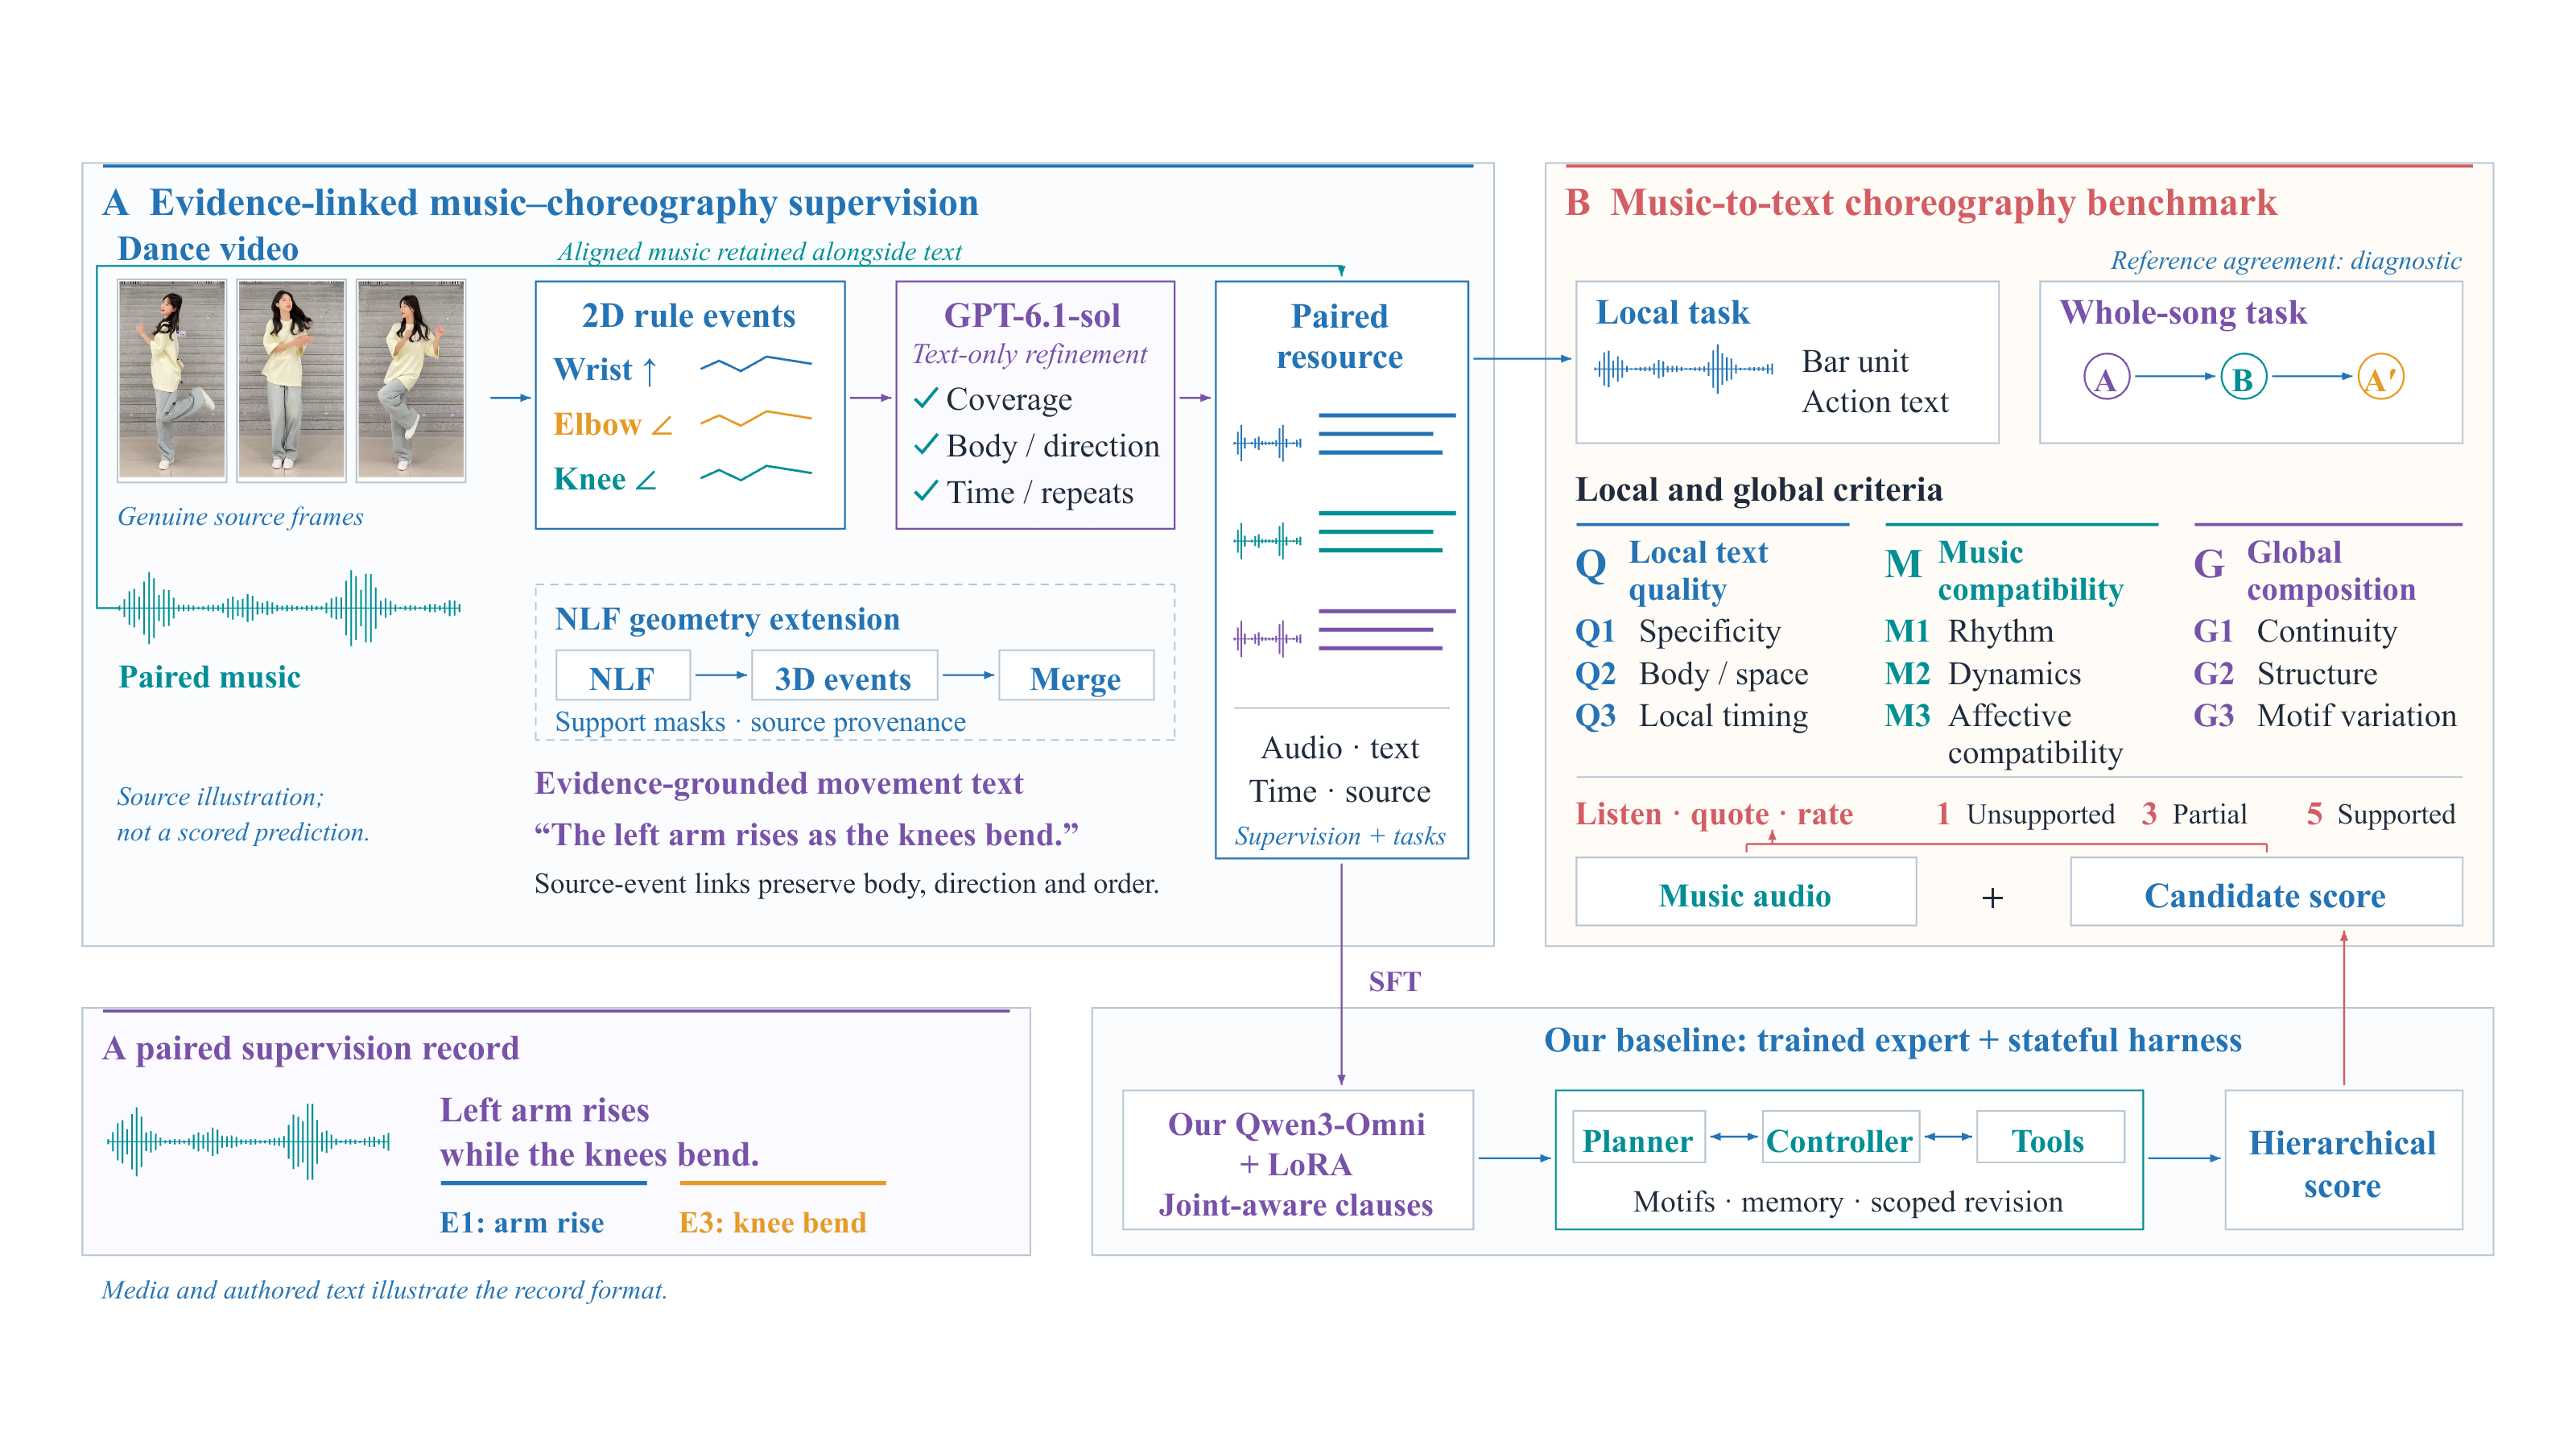 A Evidence-linked music–choreography supervision
Dance video
Aligned music retained alongside text
Genuine source frames
Paired music
Source illustration;
not a scored prediction.
2D rule events
Wrist ↑
Elbow ∠
Knee ∠
GPT-6.1-sol
Text-only refinement
✓ Coverage
✓ Body / direction
✓ Time / repeats
NLF geometry extension
NLF
3D events
Merge
Support masks · source provenance
Evidence-grounded movement text
“The left arm rises as the knees bend.”
Source-event links preserve body, direction and order.
Paired
resource
Audio · text
Time · source
Supervision + tasks
B Music-to-text choreography benchmark
Reference agreement: diagnostic
Local task
Bar unit
Action text
Whole-song task
A
B
A′
Local and global criteria
Q Local text
quality
Q1 Specificity
Q2 Body / space
Q3 Local timing
M Music
compatibility
M1 Rhythm
M2 Dynamics
M3 Affective
compatibility
G Global
composition
G1 Continuity
G2 Structure
G3 Motif variation
Listen · quote · rate
1 Unsupported 3 Partial 5 Supported
Music audio
+
Candidate score
SFT
A paired supervision record
Left arm rises
while the knees bend.
E1: arm rise
E3: knee bend
Media and authored text illustrate the record format.
Our baseline: trained expert + stateful harness
Our Qwen3-Omni
+ LoRA
Joint-aware clauses
Planner
Controller
Tools
Motifs · memory · scoped revision
Hierarchical
score